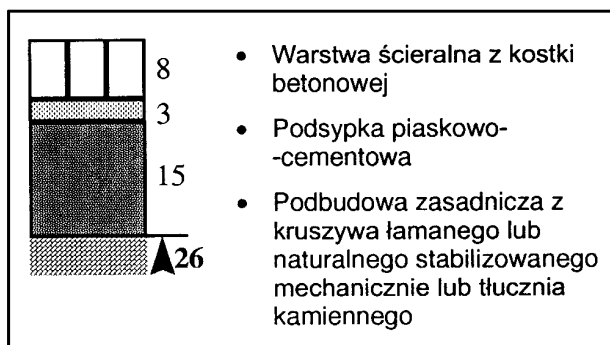 8
3
15
26
• Warstwa ścieralna z kostki
betonowej
• Podsypka piaskowo-
-cementowa
• Podbudowa zasadnicza z
kruszywa łamanego lub
naturalnego stabilizowanego
mechanicznie lub tłucznia
kamiennego